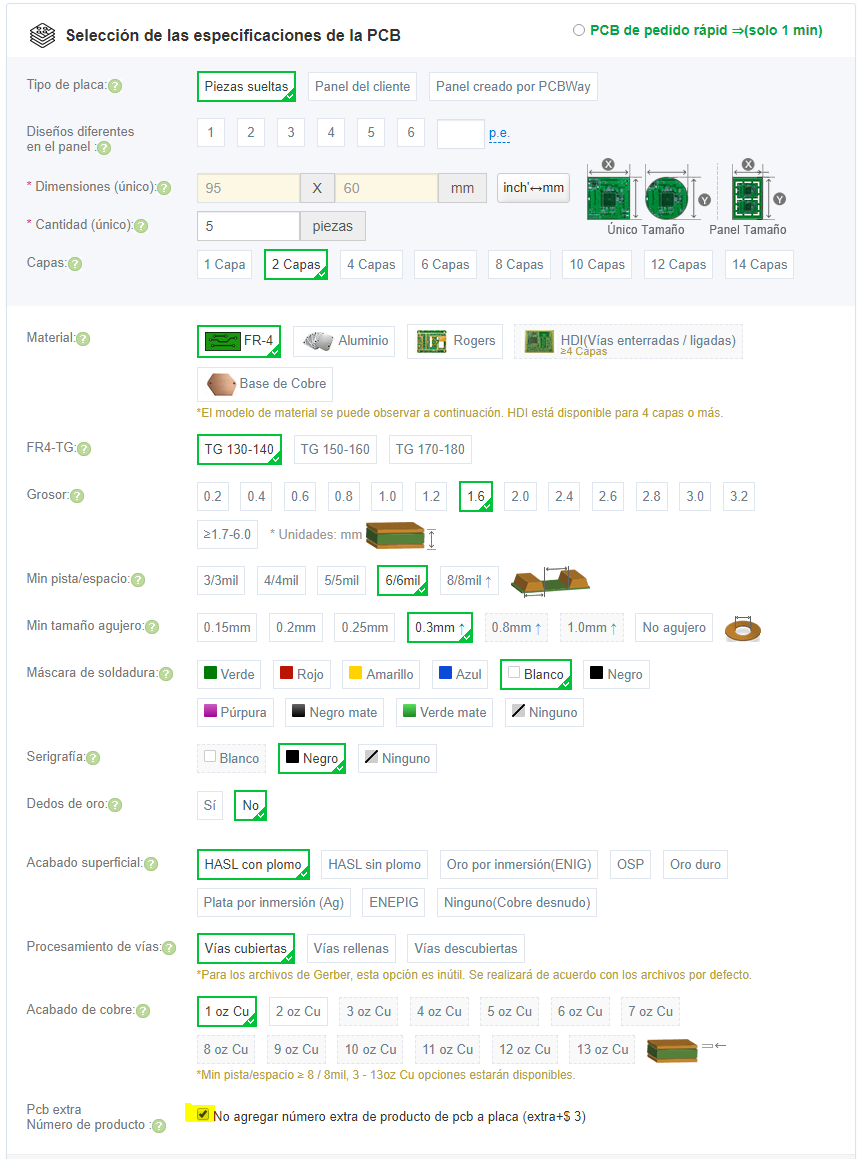 Selección de las especificaciones de la PCB
PCB de pedido rápid ⇒(solo 1 min)
Tipo de placa:?
Piezas sueltas Panel del cliente Panel creado por PCBWay
Diseños diferentes
en el panel :?
1 2 3 4 5 6 p.e.
* Dimensiones (único):?
95 X 60 mm inch'↔mm
X Y X Y
Único Tamaño Panel Tamaño
* Cantidad (único):?
5 piezas
Capas:?
1 Capa 2 Capas 4 Capas 6 Capas 8 Capas 10 Capas 12 Capas 14 Capas
Material:?
FR-4 Aluminio Rogers HDI(Vías enterradas / ligadas)
≥4 Capas
Base de Cobre
*El modelo de material se puede observar a continuación. HDI está disponible para 4 capas o más.
FR4-TG:?
TG 130-140 TG 150-160 TG 170-180
Grosor:?
0.2 0.4 0.6 0.8 1.0 1.2 1.6 2.0 2.4 2.6 2.8 3.0 3.2
≥1.7-6.0 * Unidades: mm
Min pista/espacio:?
3/3mil 4/4mil 5/5mil 6/6mil 8/8mil ↑
Min tamaño agujero:?
0.15mm 0.2mm 0.25mm 0.3mm ↑ 0.8mm ↑ 1.0mm ↑ No agujero
Máscara de soldadura:?
Verde Rojo Amarillo Azul Blanco Negro
Púrpura Negro mate Verde mate Ninguno
Serigrafía:?
Blanco Negro Ninguno
Dedos de oro:?
Sí No
Acabado superficial:?
HASL con plomo HASL sin plomo Oro por inmersión(ENIG) OSP Oro duro
Plata por inmersión (Ag) ENEPIG Ninguno(Cobre desnudo)
Procesamiento de vías:?
Vías cubiertas Vías rellenas Vías descubiertas
*Para los archivos de Gerber, esta opción es inútil. Se realizará de acuerdo con los archivos por defecto.
Acabado de cobre:?
1 oz Cu 2 oz Cu 3 oz Cu 4 oz Cu 5 oz Cu 6 oz Cu 7 oz Cu
8 oz Cu 9 oz Cu 10 oz Cu 11 oz Cu 12 oz Cu 13 oz Cu
*Min pista/espacio ≥ 8 / 8mil, 3 - 13oz Cu opciones estarán disponibles.
Pcb extra
Número de producto :?
No agregar número extra de producto de pcb a placa (extra+$ 3)